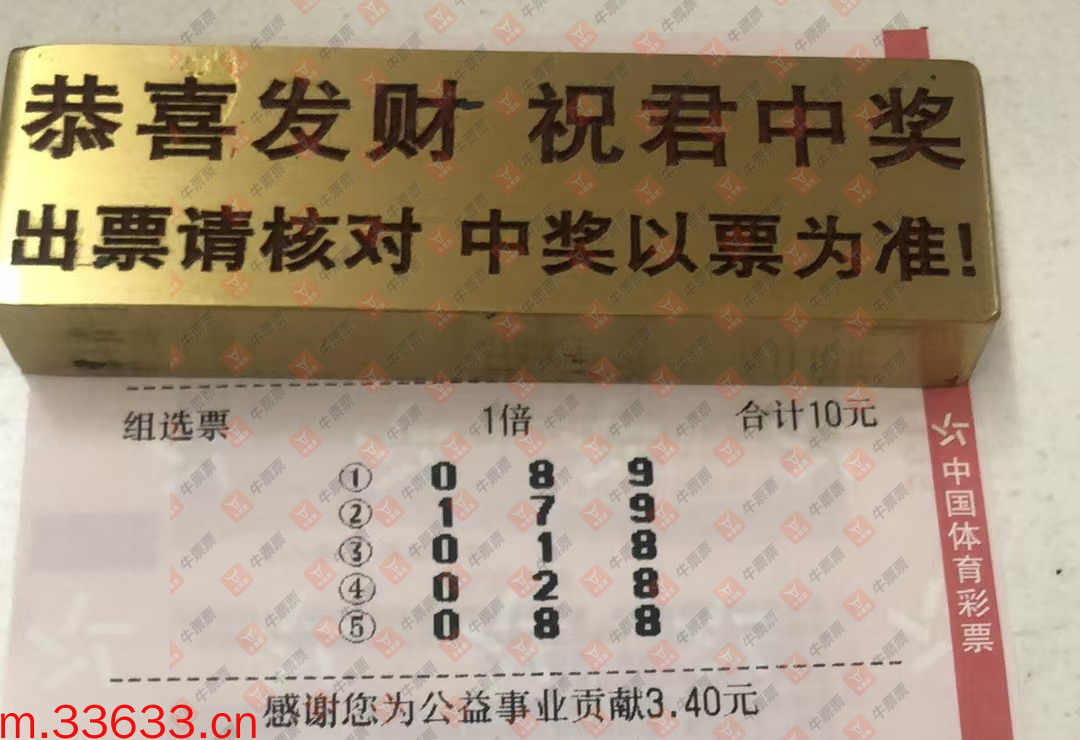 恭喜发财 祝君中奖
出票请核对 中奖以票为准!
组选票 1倍 合计10元
① 0 8 9
② 1 7 9
③ 0 1 8
④ 0 2 8
⑤ 0 8 8
感谢您为公益事业贡献3.40元
中国体育彩票
m.33633.cn
牛票票